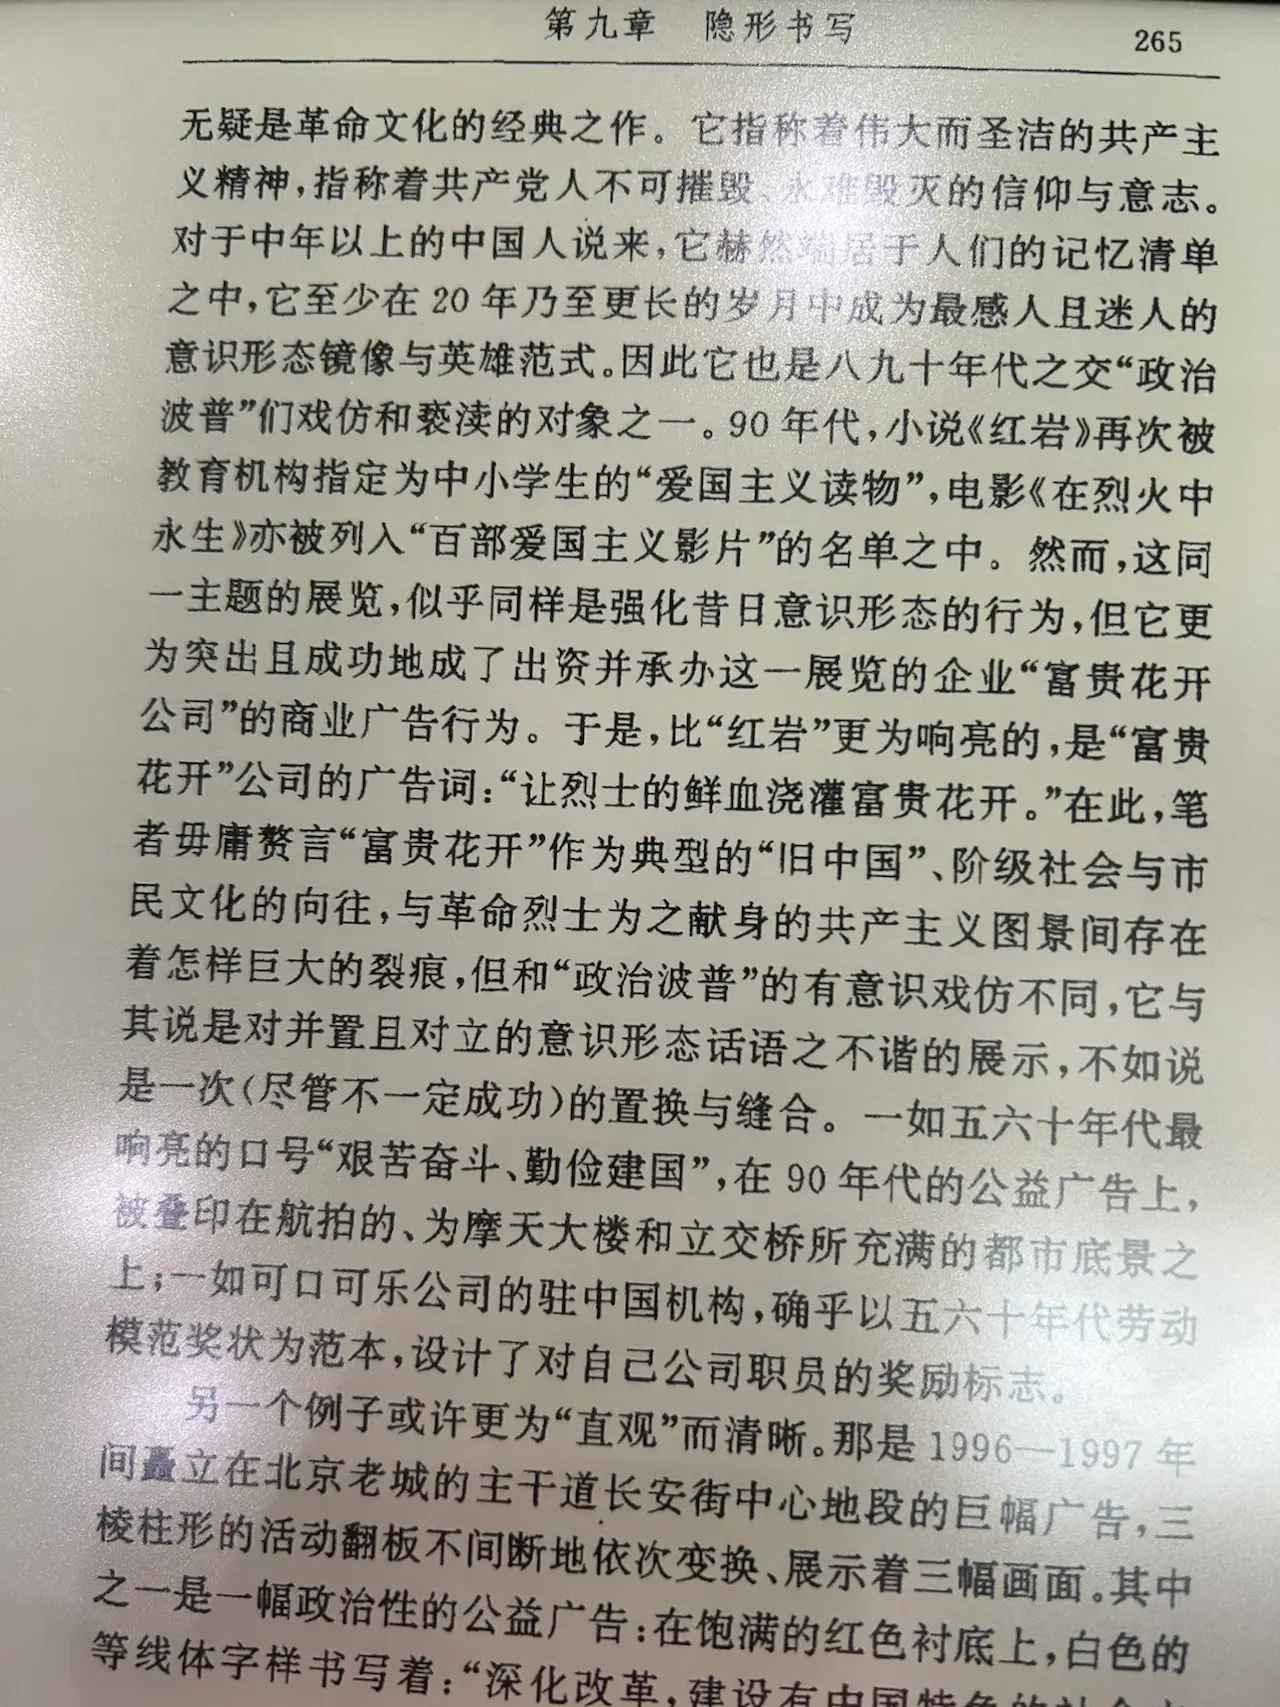 第九章 隐形书写
265
无疑是革命文化的经典之作。它指称着伟大而圣洁的共产主
义精神，指称着共产党人不可摧毁、永难毁灭的信仰与意志。
对于中年以上的中国人说来，它赫然端居于人们的记忆清单
之中，它至少在 20 年乃至更长的岁月中成为最感人且迷人的
意识形态镜像与英雄范式。因此它也是八九十年代之交“政治
波普”们戏仿和亵渎的对象之一。90 年代，小说《红岩》再次被
教育机构指定为中小学生的“爱国主义读物”，电影《在烈火中
永生》亦被列入“百部爱国主义影片”的名单之中。然而，这同
一主题的展览，似乎同样是强化昔日意识形态的行为，但它更
为突出且成功地成了出资并承办这一展览的企业“富贵花开
公司”的商业广告行为。于是，比“红岩”更为响亮的，是“富贵
花开”公司的广告词：“让烈士的鲜血浇灌富贵花开。”在此，笔
者毋庸赘言“富贵花开”作为典型的“旧中国”、阶级社会与市
民文化的向往，与革命烈士为之献身的共产主义图景间存在
着怎样巨大的裂痕，但和“政治波普”的有意识戏仿不同，它与
其说是对并置且对立的意识形态话语之不谐的展示，不如说
是一次(尽管不一定成功)的置换与缝合。一如五六十年代最
响亮的口号“艰苦奋斗、勤俭建国”，在 90 年代的公益广告上，
被叠印在航拍的、为摩天大楼和立交桥所充满的都市底景之
上；一如可口可乐公司的驻中国机构，确乎以五六十年代劳动
模范奖状为范本，设计了对自己公司职员的奖励标志。
另一个例子或许更为“直观”而清晰。那是 1996—1997 年
间矗立在北京老城的主干道长安街中心地段的巨幅广告，三
棱柱形的活动翻板不间断地依次变换、展示着三幅画面。其中
之一是一幅政治性的公益广告：在饱满的红色衬底上，白色的
等线体字样书写着：“深化改革，建设有中国特色的社会主